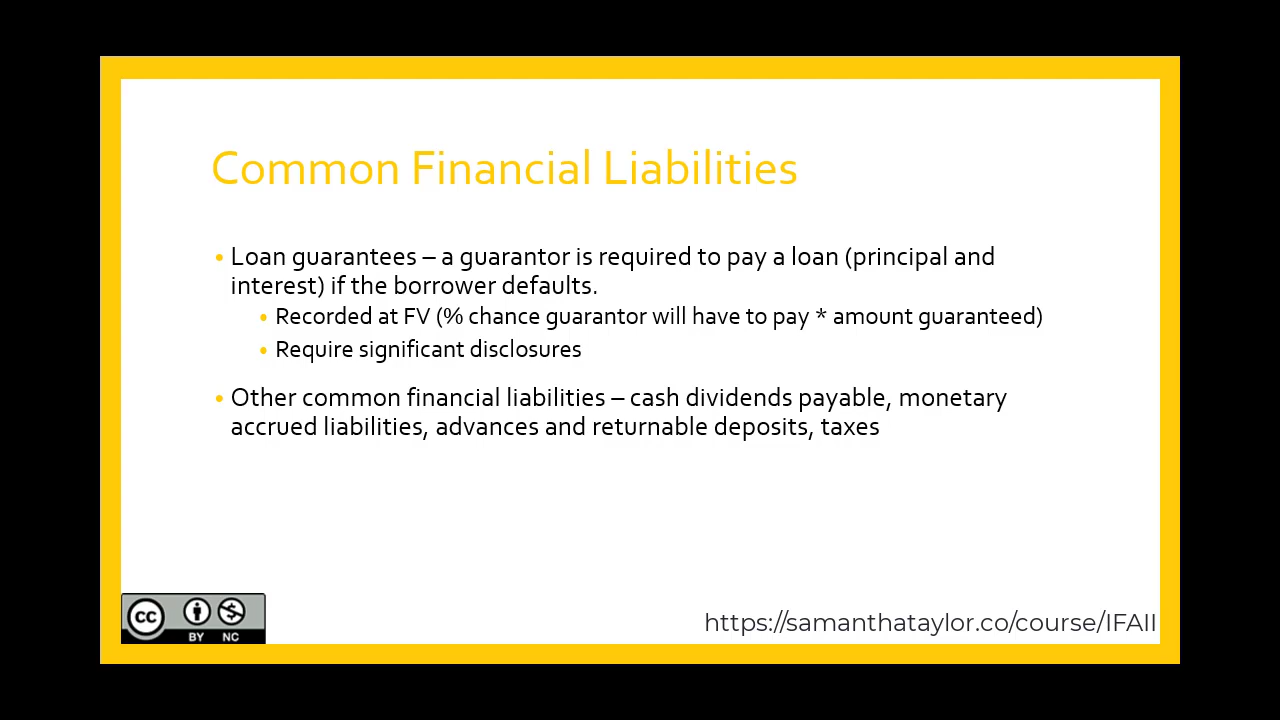 Common Financial Liabilities
• Loan guarantees – a guarantor is required to pay a loan (principal and
interest) if the borrower defaults.
• Recorded at FV (% chance guarantor will have to pay * amount guaranteed)
• Require significant disclosures
• Other common financial liabilities – cash dividends payable, monetary
accrued liabilities, advances and returnable deposits, taxes
cc
BY NC
https://samanthataylor.co/course/IFAII